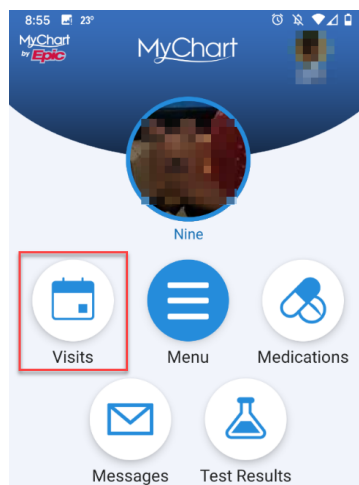 8:55 23°
MyChart
by Epic
MyChart
Nine
Visits Menu Medications
Messages Test Results